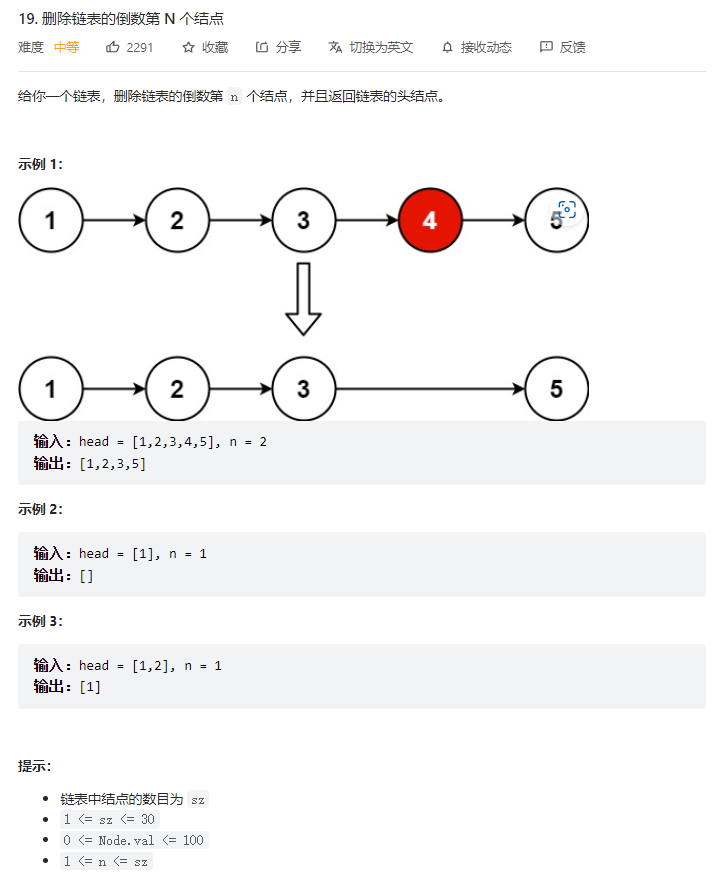 19. 删除链表的倒数第 N 个结点
难度 中等 2291 收藏 分享 切换为英文 接收动态 反馈
给你一个链表，删除链表的倒数第 n 个结点，并且返回链表的头结点。
示例 1：
1 2 3 4 5
1 2 3 5
输入：head = [1,2,3,4,5], n = 2
输出：[1,2,3,5]
示例 2：
输入：head = [1], n = 1
输出：[]
示例 3：
输入：head = [1,2], n = 1
输出：[1]
提示：
链表中结点的数目为 sz
1 <= sz <= 30
0 <= Node.val <= 100
1 <= n <= sz